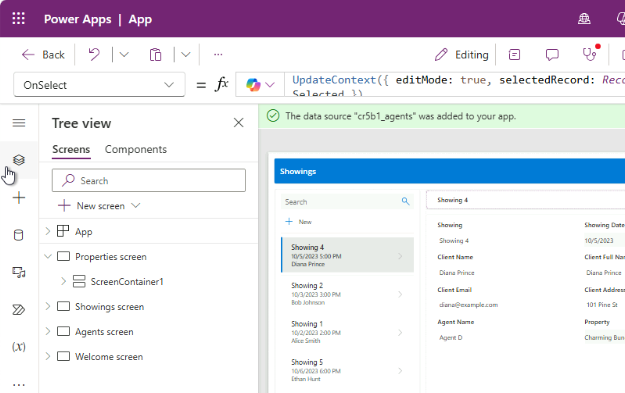 Power Apps | App
Back
Editing
OnSelect
= fx
UpdateContext({ editMode: true, selectedRecord: Reco
Selected })
Tree view
The data source "cr5b1_agents" was added to your app.
Screens Components
Search
New screen
App
Properties screen
ScreenContainer1
Showings screen
Agents screen
Welcome screen
(x)
Showings
Search
New
Showing 4
10/5/2023 5:00 PM
Diana Prince
Showing 2
10/3/2023 3:00 PM
Bob Johnson
Showing 1
10/2/2023 2:00 PM
Alice Smith
Showing 5
10/6/2023 6:00 PM
Ethan Hunt
Showing 4
Showing Showing Date
Showing 4 10/5/2023
Client Name Client Full Nam
Diana Prince Diana Prince
Client Email Client Address
diana@example.com 101 Pine St
Agent Name Property
Agent D Charming Bun